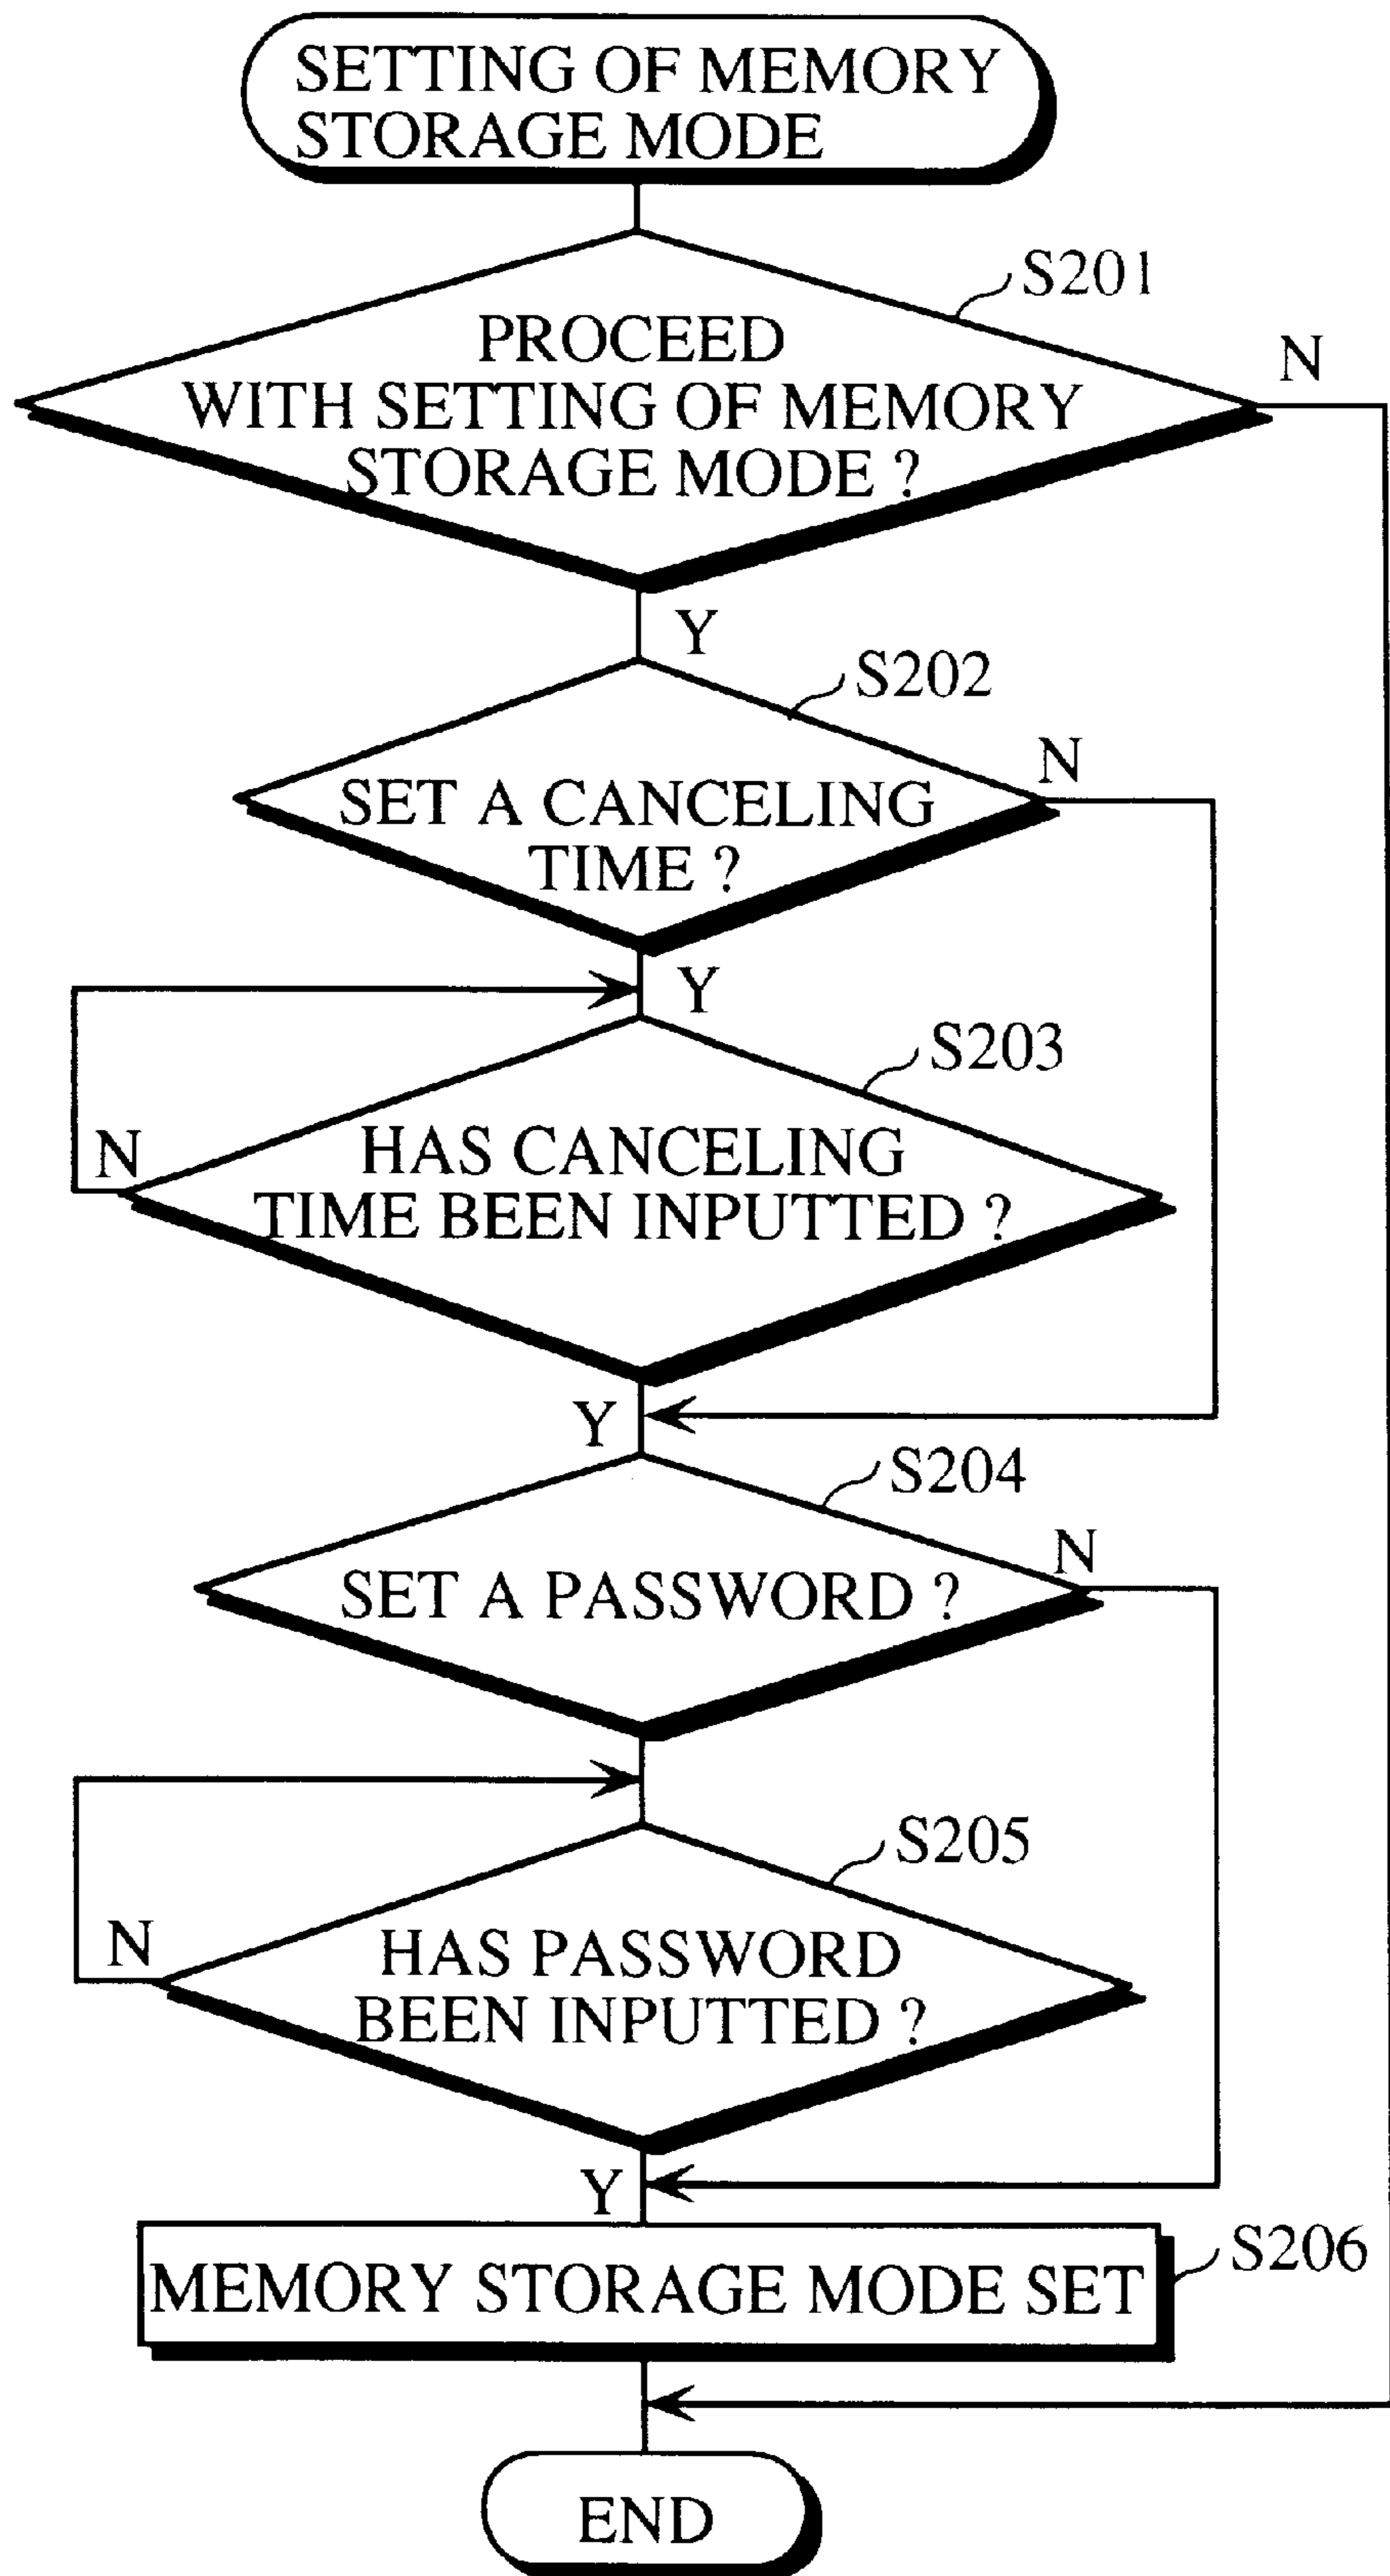 SETTING OF MEMORY
STORAGE MODE
S201
PROCEED
WITH SETTING OF MEMORY
STORAGE MODE ?
N
Y
S202
N
SET A CANCELING
TIME ?
Y
S203
N
HAS CANCELING
TIME BEEN INPUTTED ?
Y
S204
N
SET A PASSWORD ?
S205
N
HAS PASSWORD
BEEN INPUTTED ?
Y
MEMORY STORAGE MODE SET
S206
END